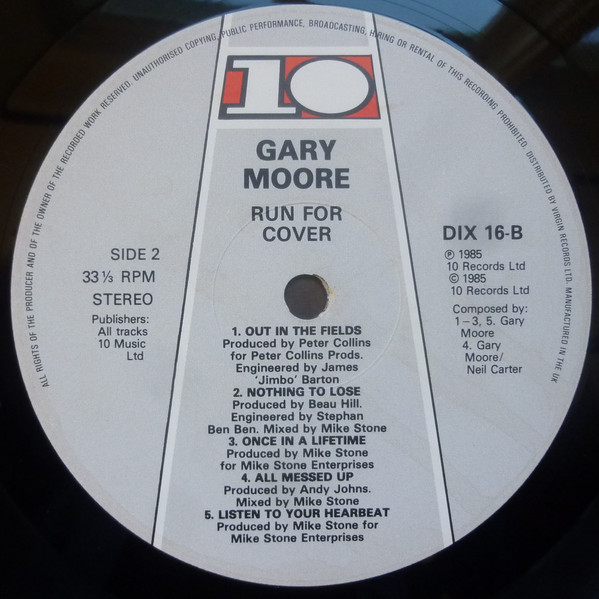 ALL RIGHTS OF THE PRODUCER AND OF THE OWNER OF THE RECORDED WORK RESERVED. UNAUTHORISED COPYING, PUBLIC PERFORMANCE, BROADCASTING, HIRING OR RENTAL OF THIS RECORDING PROHIBITED. DISTRIBUTED BY VIRGIN RECORDS LTD. MANUFACTURED IN THE UK
10
GARY
MOORE
RUN FOR
COVER
SIDE 2
33 ⅓ RPM
STEREO
Publishers:
All tracks
10 Music
Ltd
DIX 16-B
℗ 1985
10 Records Ltd
© 1985
10 Records Ltd
Composed by:
1–3, 5. Gary
Moore
4. Gary
Moore/
Neil Carter
1. OUT IN THE FIELDS
Produced by Peter Collins
for Peter Collins Prods.
Engineered by James
'Jimbo' Barton
2. NOTHING TO LOSE
Produced by Beau Hill.
Engineered by Stephan
Ben Ben. Mixed by Mike Stone
3. ONCE IN A LIFETIME
Produced by Mike Stone
for Mike Stone Enterprises
4. ALL MESSED UP
Produced by Andy Johns.
Mixed by Mike Stone
5. LISTEN TO YOUR HEARBEAT
Produced by Mike Stone for
Mike Stone Enterprises